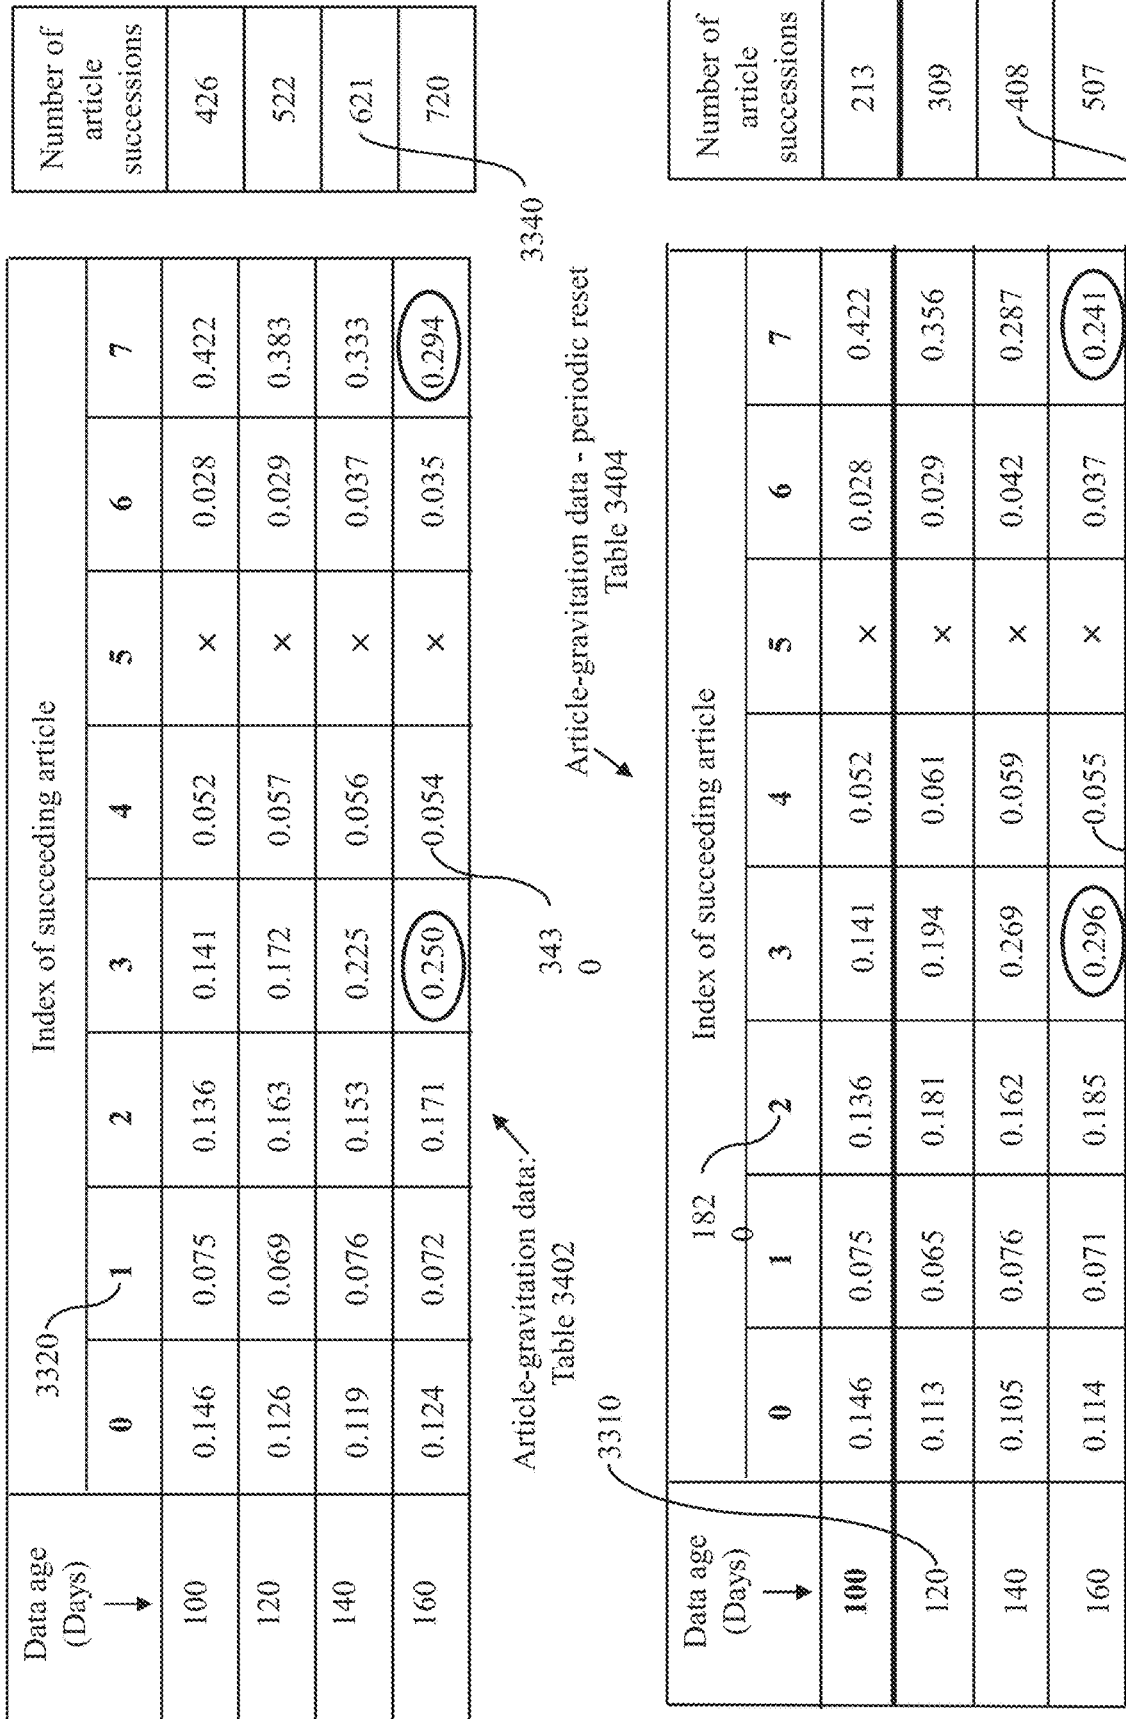 Data age
(Days)
Index of succeeding article
Number of
article
successions
3320
0 1 2 3 4 5 6 7
100 0.146 0.075 0.136 0.141 0.052 × 0.028 0.422 426
120 0.126 0.069 0.163 0.172 0.057 × 0.029 0.383 522
140 0.119 0.076 0.153 0.225 0.056 × 0.037 0.333 621
160 0.124 0.072 0.171 0.250 0.054 × 0.035 0.294 720
Article-gravitation data:
Table 3402
343
0
3340
3310
Article-gravitation data - periodic reset
Table 3404
Data age
(Days)
Index of succeeding article
Number of
article
successions
182
0
0 1 2 3 4 5 6 7
100 0.146 0.075 0.136 0.141 0.052 × 0.028 0.422 213
120 0.113 0.065 0.181 0.194 0.061 × 0.029 0.356 309
140 0.105 0.076 0.162 0.269 0.059 × 0.042 0.287 408
160 0.114 0.071 0.185 0.296 0.055 × 0.037 0.241 507